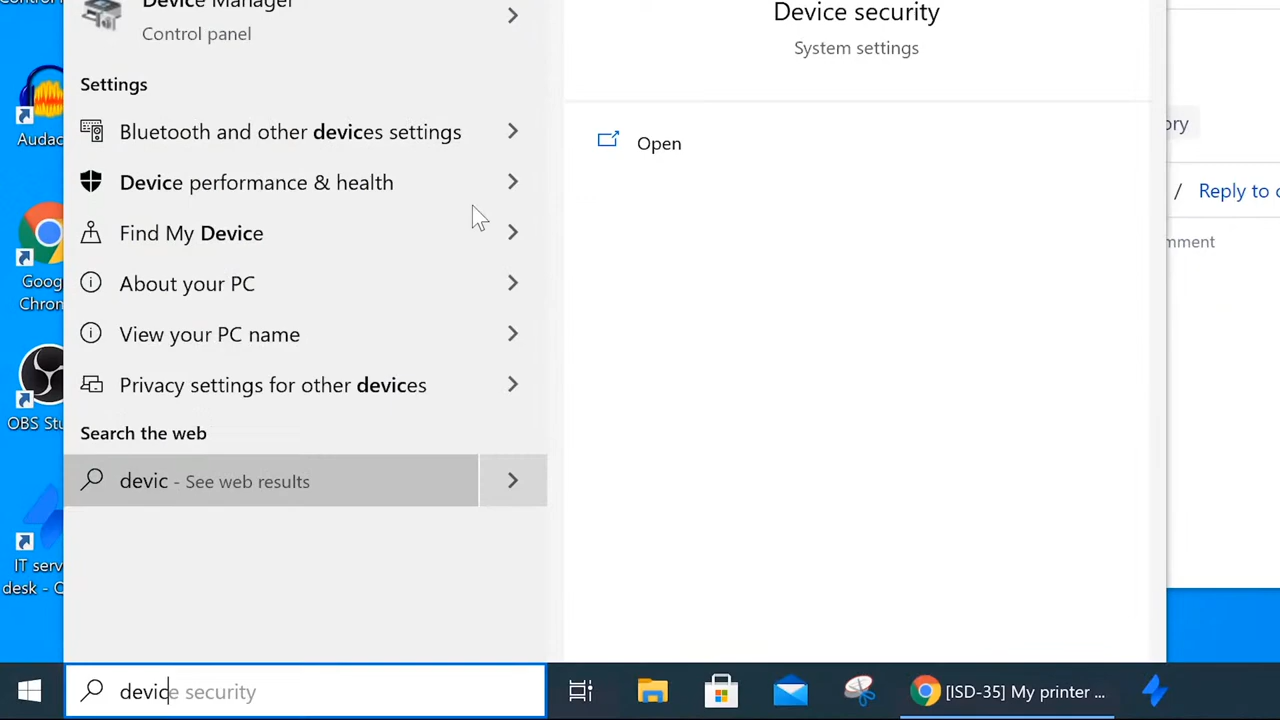 Device Manager
Control panel
Settings
Bluetooth and other devices settings
Device performance & health
Find My Device
About your PC
View your PC name
Privacy settings for other devices
Search the web
devic - See web results
Device security
System settings
Open
Audac
Goog
Chrom
OBS Stu
IT serv
desk - C
ory
/ Reply to c
mment
device security
[ISD-35] My printer ...